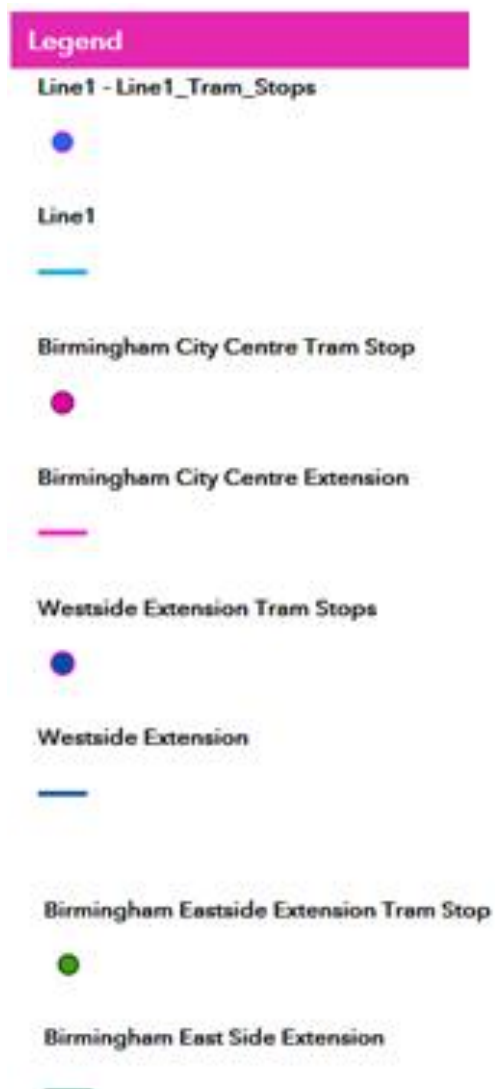 Legend
Line1 - Line1_Tram_Stops
Line1
Birmingham City Centre Tram Stop
Birmingham City Centre Extension
Westside Extension Tram Stops
Westside Extension
Birmingham Eastside Extension Tram Stop
Birmingham East Side Extension